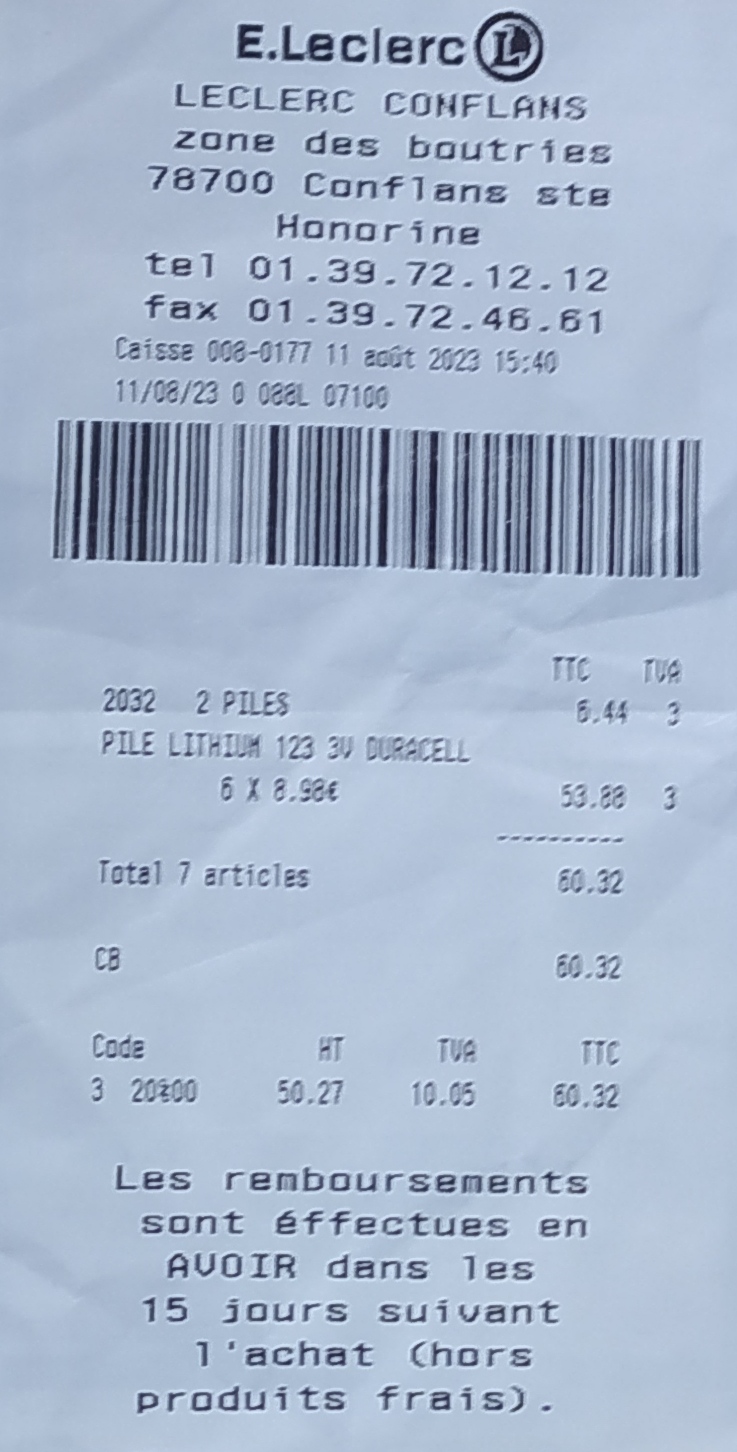 E.Leclerc L
LECLERC CONFLANS
zone des boutries
78700 Conflans ste
Honorine
tel 01.39.72.12.12
fax 01.39.72.46.61
Caisse 008-0177 11 août 2023 15:40
11/08/23 0 088L 07100
TTC TVA
2032 2 PILES 6.44 3
PILE LITHIUM 123 3V DURACELL
6 X 8.98€ 53.88 3
----------
Total 7 articles 60.32
CB 60.32
Code HT TVA TTC
3 20%00 50.27 10.05 60.32
Les remboursements
sont éffectues en
AVOIR dans les
15 jours suivant
l'achat (hors
produits frais).